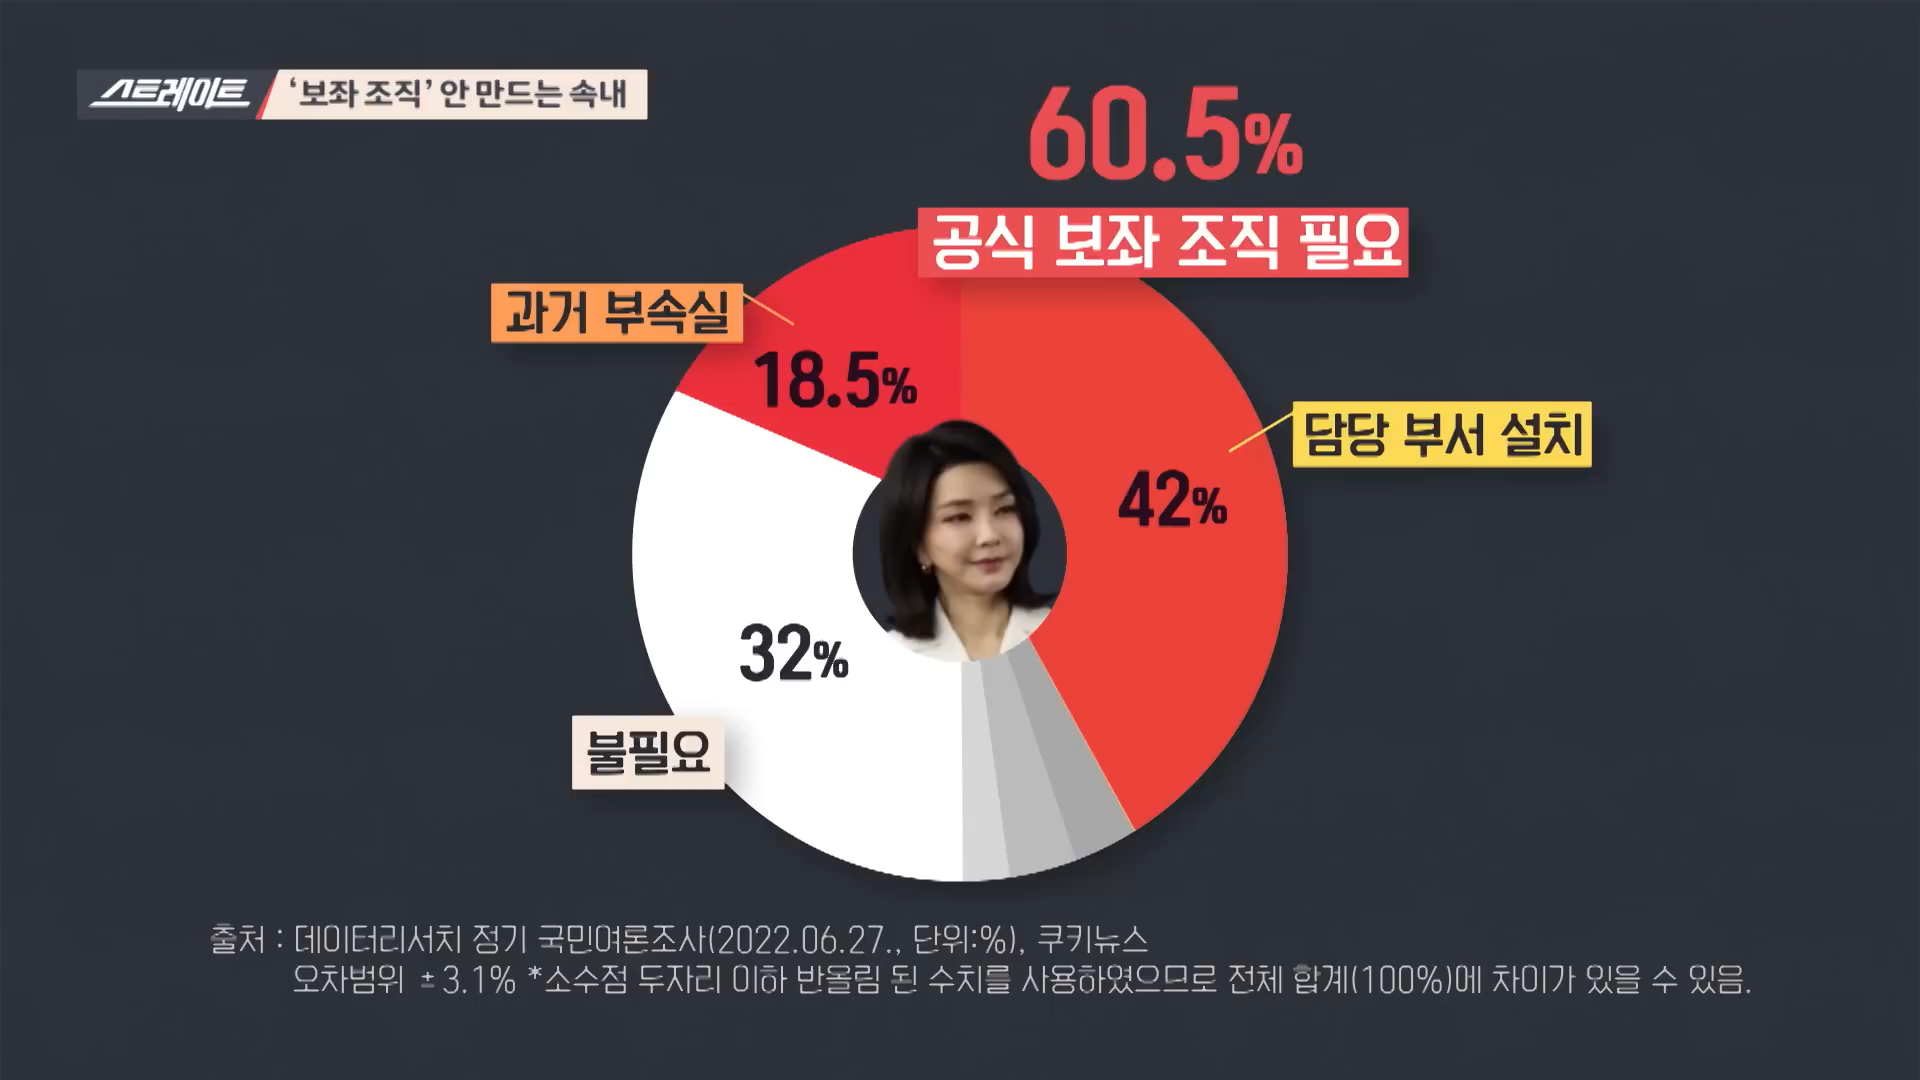 스트레이트 '보좌 조직' 안 만드는 속내
60.5%
공식 보좌 조직 필요
과거 부속실
18.5%
담당 부서 설치
42%
32%
불필요
출처 : 데이터리서치 정기 국민여론조사(2022.06.27., 단위:%), 쿠키뉴스
오차범위 ±3.1% *소수점 두자리 이하 반올림 된 수치를 사용하였으므로 전체 합계(100%)에 차이가 있을 수 있음.